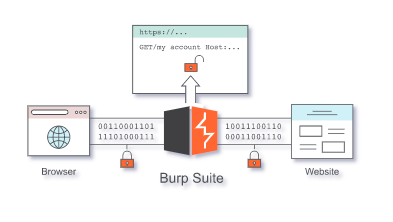 https://...
GET/my account Host:...
00110001101
11101000111
10011100110
00011001110
Browser
Burp Suite
Website